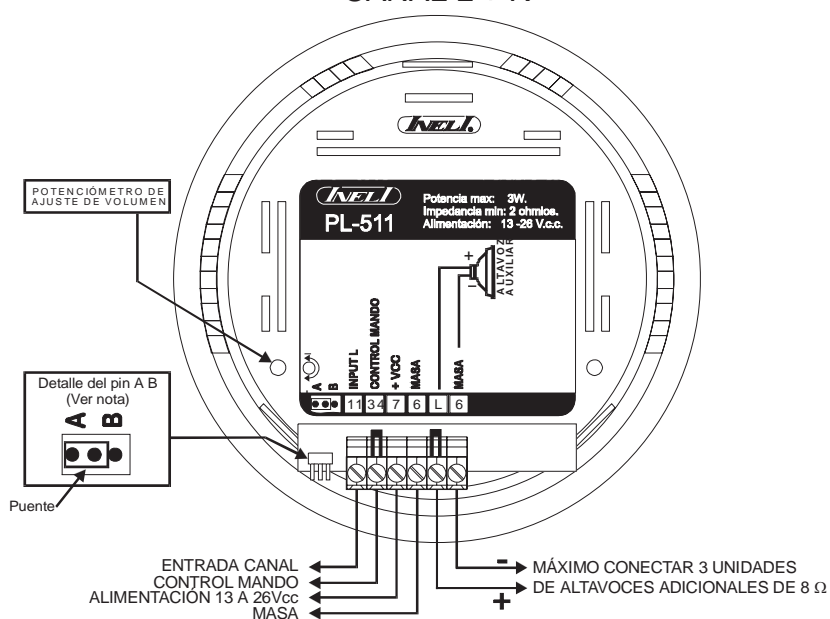 INELI.
POTENCIÓMETRO DE
AJUSTE DE VOLUMEN
INELI
PL-511
Potencia max: 3W.
Impedancia min: 2 ohmios.
Alimentación: 13 -26 V.c.c.
+
-
ALTAVOZ
AUXILIAR
A
B
INPUT L
CONTROL MANDO
+ VCC
MASA
L
MASA
11 34 7 6 L 6
Detalle del pin A B
(Ver nota)
A B
Puente
ENTRADA CANAL
CONTROL MANDO
ALIMENTACIÓN 13 A 26Vcc
MASA
- MÁXIMO CONECTAR 3 UNIDADES
+ DE ALTAVOCES ADICIONALES DE 8 Ω